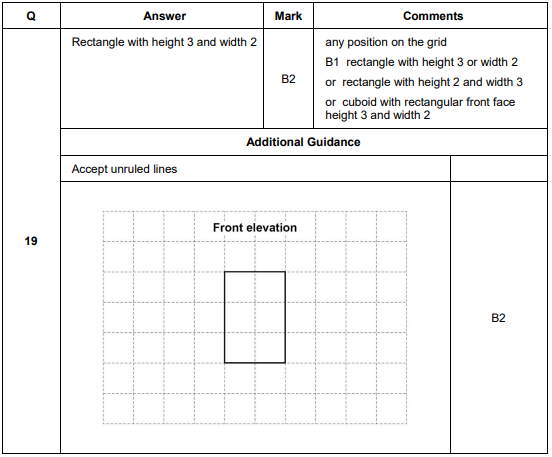 Q Answer Mark Comments
Rectangle with height 3 and width 2
B2
any position on the grid
B1 rectangle with height 3 or width 2
or rectangle with height 2 and width 3
or cuboid with rectangular front face
height 3 and width 2
Additional Guidance
Accept unruled lines
19
Front elevation
B2